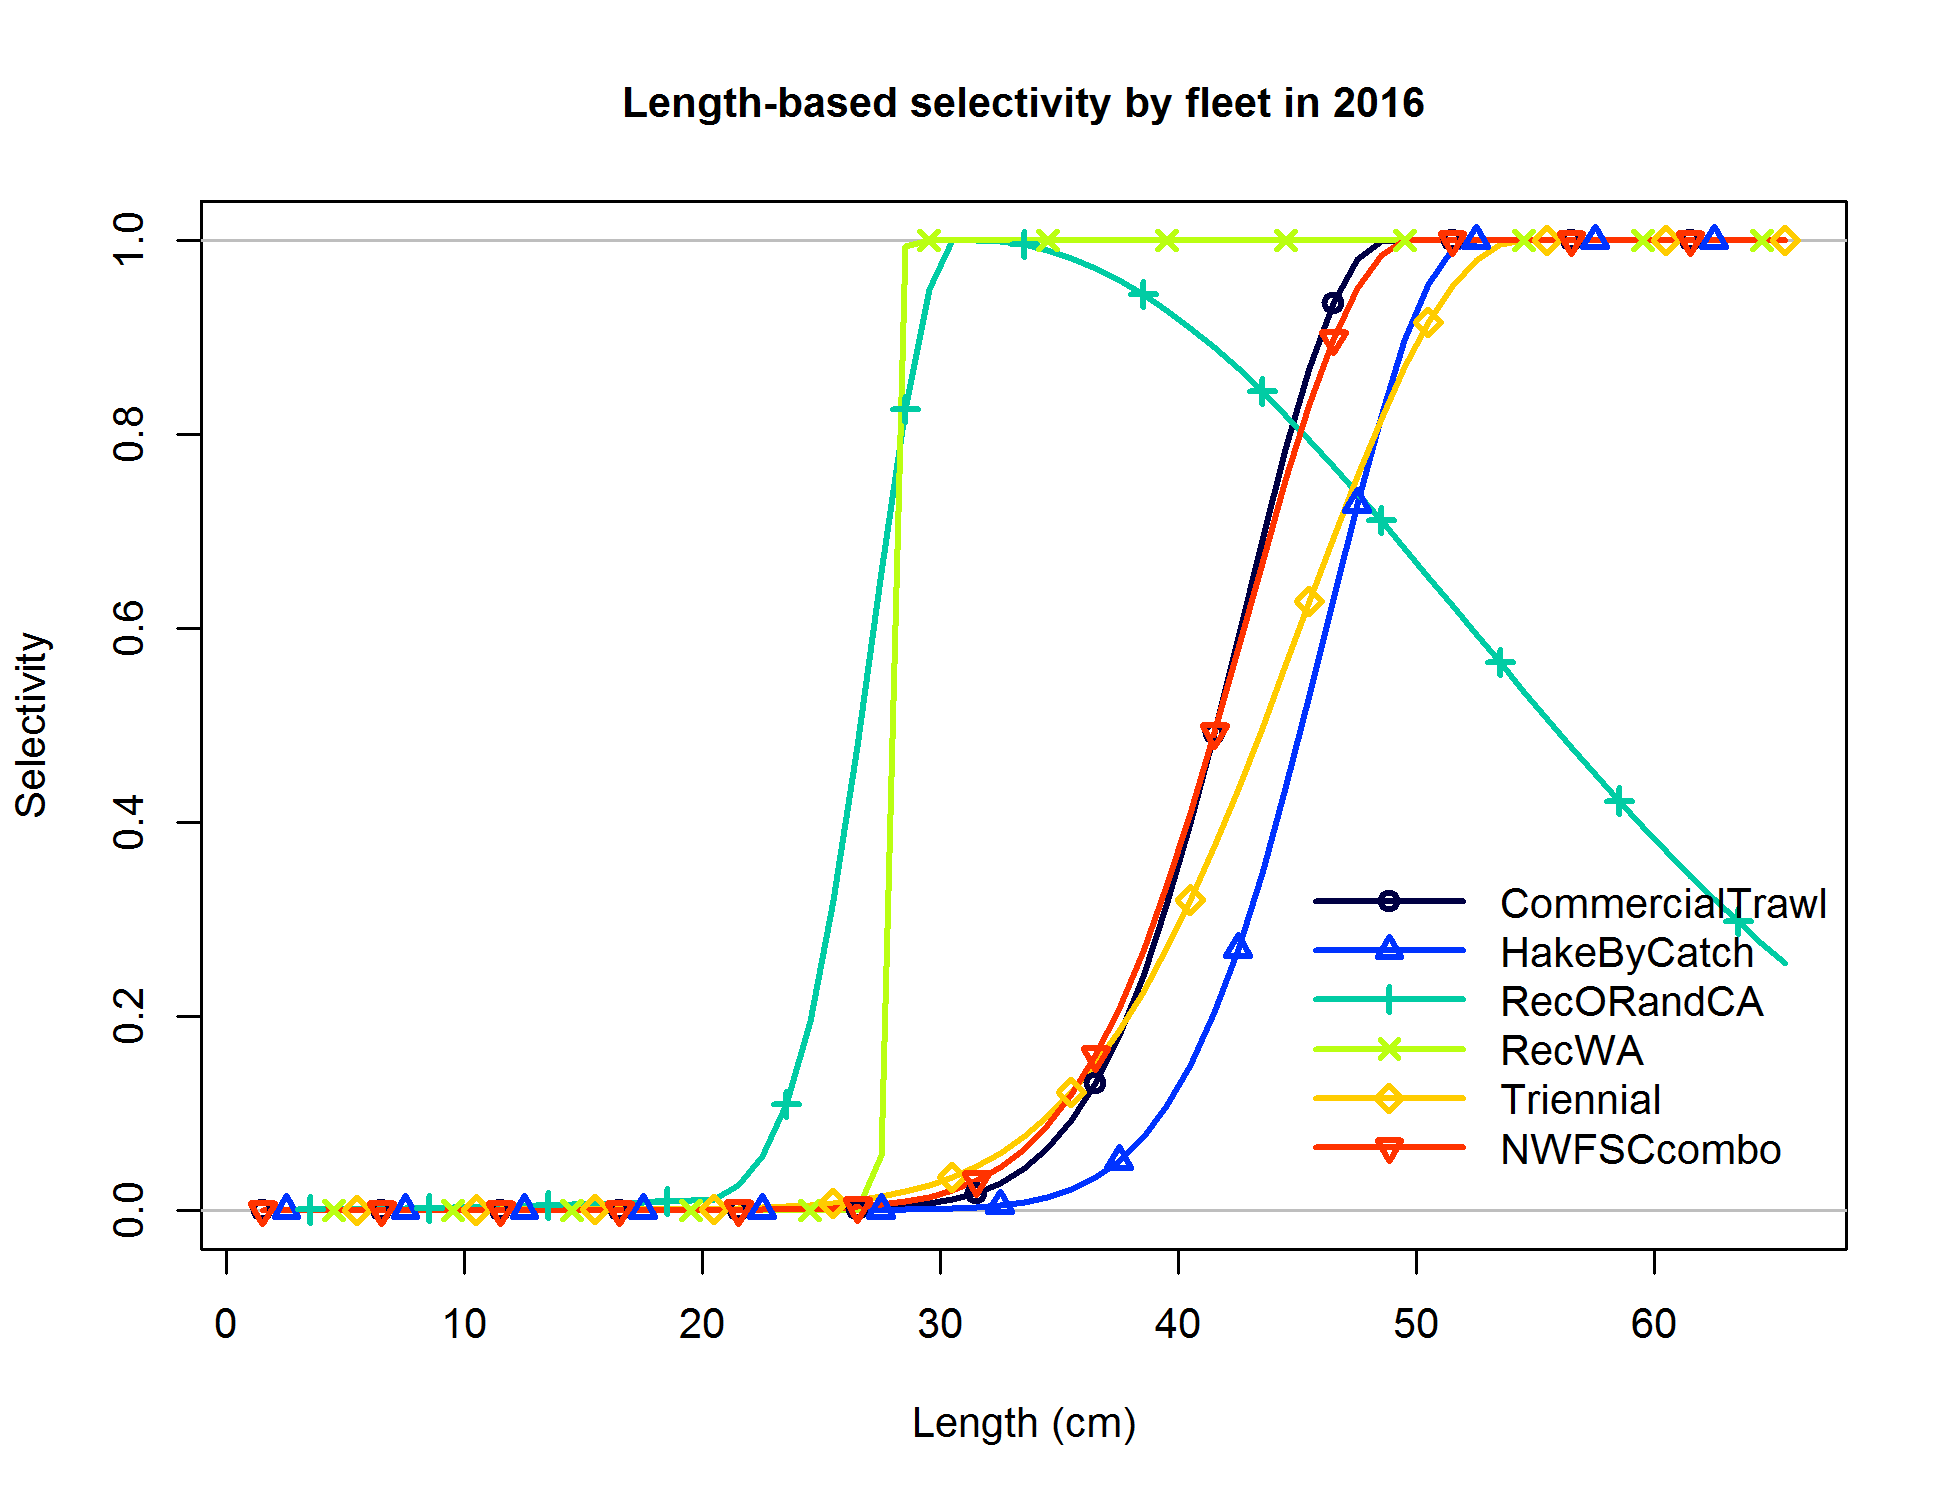 Length-based selectivity by fleet in 2016
Selectivity
1.0
0.8
0.6
0.4
0.2
0.0
CommercialTrawl
HakeByCatch
RecORandCA
RecWA
Triennial
NWFSCcombo
0 10 20 30 40 50 60
Length (cm)